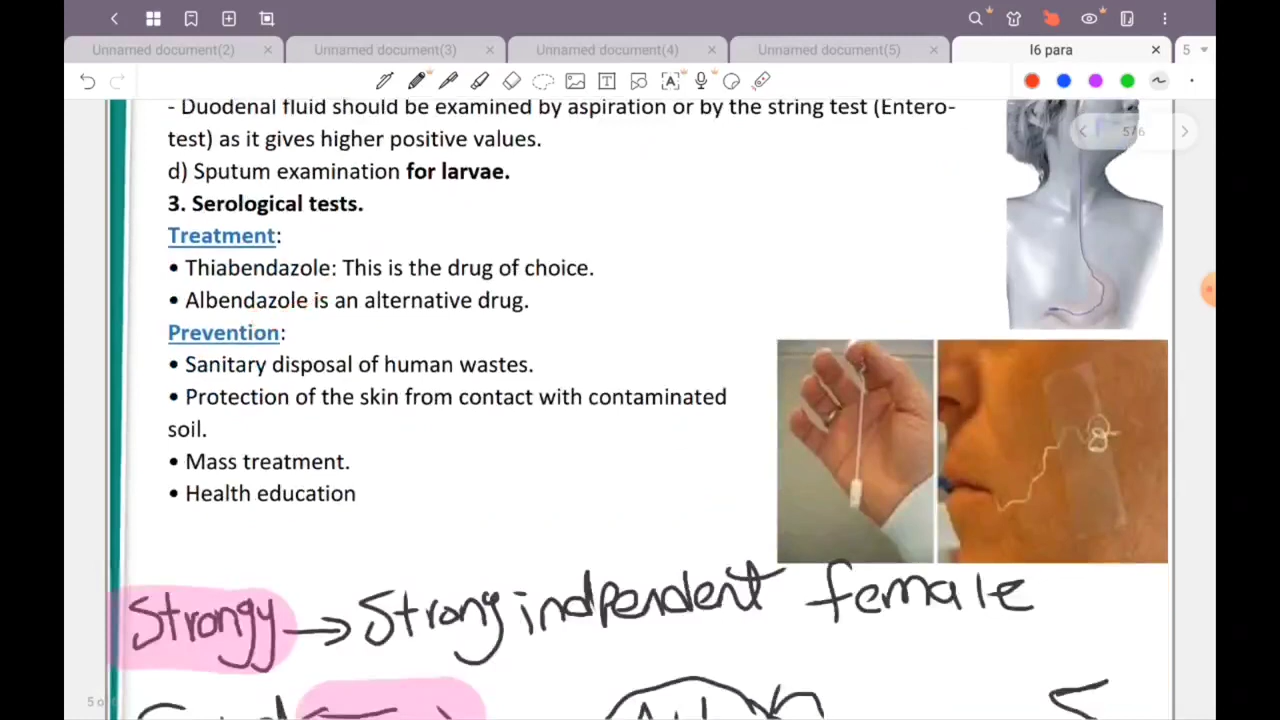 Unnamed document(2)
Unnamed document(3)
Unnamed document(4)
Unnamed document(5)
l6 para
5
- Duodenal fluid should be examined by aspiration or by the string test (Entero-
test) as it gives higher positive values.
5/6
d) Sputum examination for larvae.
3. Serological tests.
Treatment:
• Thiabendazole: This is the drug of choice.
• Albendazole is an alternative drug.
Prevention:
• Sanitary disposal of human wastes.
• Protection of the skin from contact with contaminated
soil.
• Mass treatment.
• Health education
Strongy → Strong indpendent female